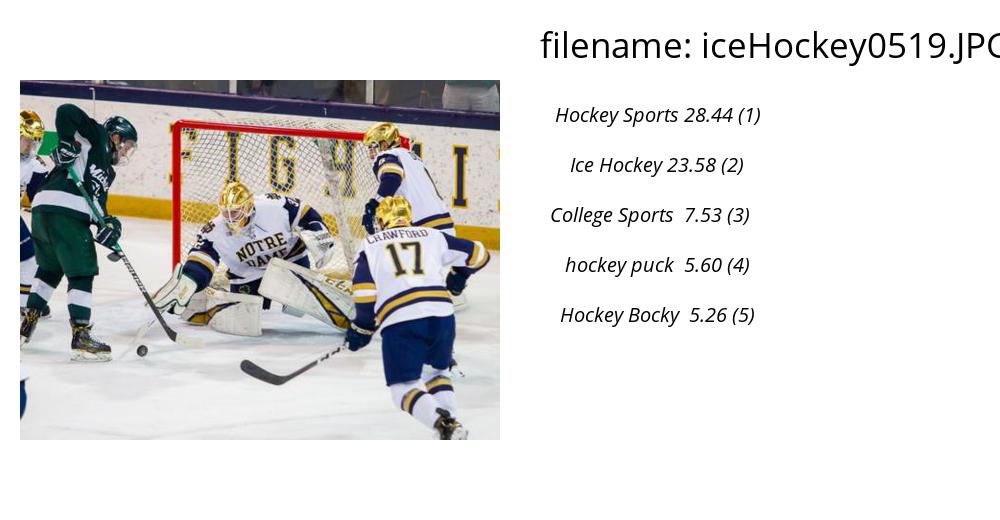 filename: iceHockey0519.JPG
Hockey Sports 28.44 (1)
Ice Hockey 23.58 (2)
College Sports 7.53 (3)
hockey puck 5.60 (4)
Hockey Bocky 5.26 (5)
FIGH
I
NOTRE
DAME
CRAWFORD
17